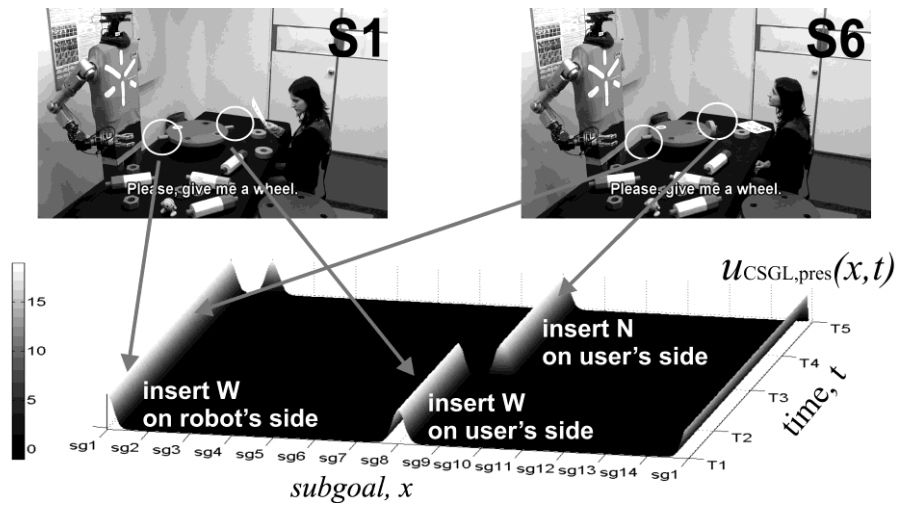 S1
S6
Please, give me a wheel.
Please, give me a wheel.
uCSGL,pres(x,t)
15
10
5
0
insert N
on user's side
insert W
on robot's side
insert W
on user's side
T5
T4
T3
T2
T1
time, t
sg1 sg2 sg3 sg4 sg5 sg6 sg7 sg8 sg9 sg10 sg11 sg12 sg13 sg14 sg1
subgoal, x